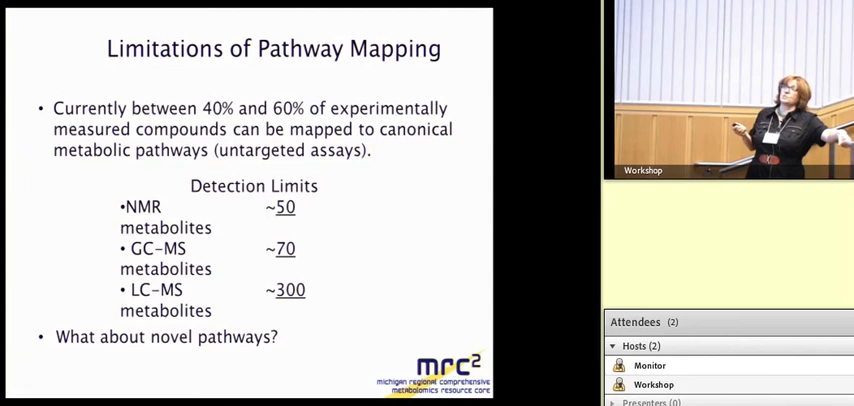 Limitations of Pathway Mapping
• Currently between 40% and 60% of experimentally
measured compounds can be mapped to canonical
metabolic pathways (untargeted assays).
Detection Limits
•NMR ~50
metabolites
• GC-MS ~70
metabolites
• LC-MS ~300
metabolites
• What about novel pathways?
mrc²
michigan regional comprehensive
metabolomics resource core
Workshop
Attendees (2)
Hosts (2)
Monitor
Workshop
Presenters (0)